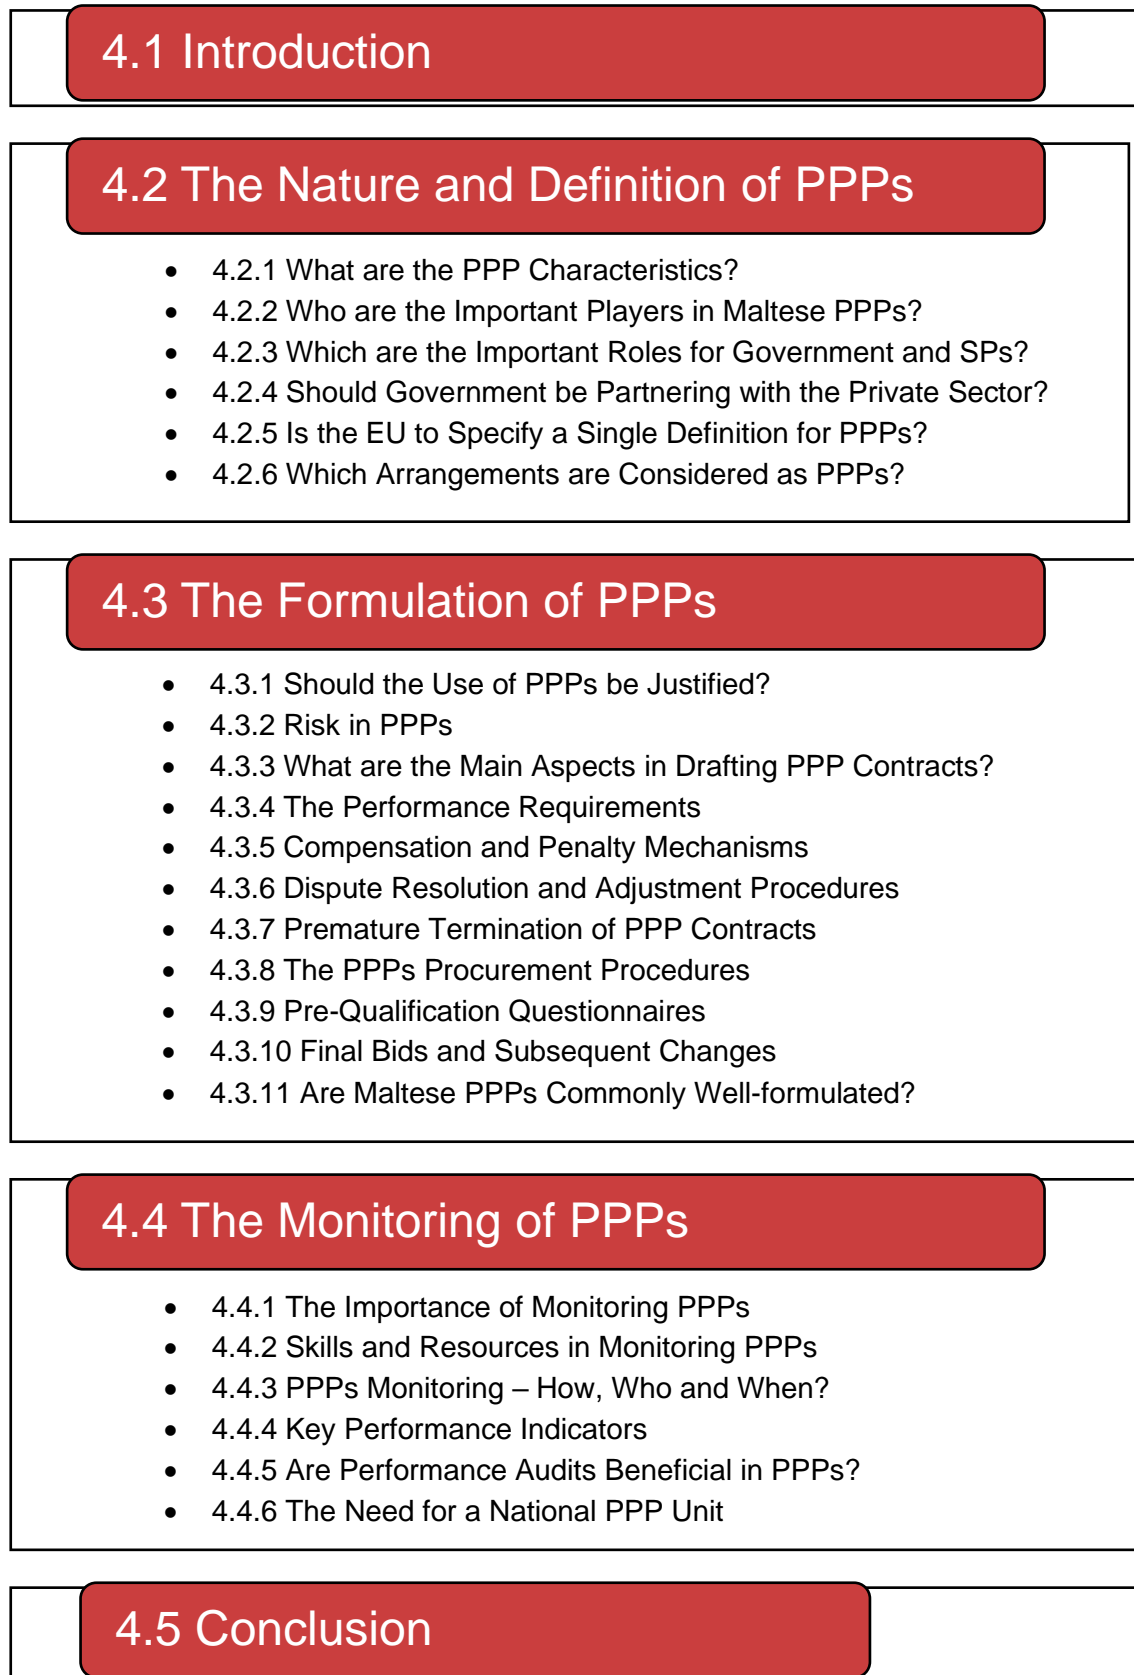 4.1 Introduction
4.2 The Nature and Definition of PPPs
• 4.2.1 What are the PPP Characteristics?
• 4.2.2 Who are the Important Players in Maltese PPPs?
• 4.2.3 Which are the Important Roles for Government and SPs?
• 4.2.4 Should Government be Partnering with the Private Sector?
• 4.2.5 Is the EU to Specify a Single Definition for PPPs?
• 4.2.6 Which Arrangements are Considered as PPPs?
4.3 The Formulation of PPPs
• 4.3.1 Should the Use of PPPs be Justified?
• 4.3.2 Risk in PPPs
• 4.3.3 What are the Main Aspects in Drafting PPP Contracts?
• 4.3.4 The Performance Requirements
• 4.3.5 Compensation and Penalty Mechanisms
• 4.3.6 Dispute Resolution and Adjustment Procedures
• 4.3.7 Premature Termination of PPP Contracts
• 4.3.8 The PPPs Procurement Procedures
• 4.3.9 Pre-Qualification Questionnaires
• 4.3.10 Final Bids and Subsequent Changes
• 4.3.11 Are Maltese PPPs Commonly Well-formulated?
4.4 The Monitoring of PPPs
• 4.4.1 The Importance of Monitoring PPPs
• 4.4.2 Skills and Resources in Monitoring PPPs
• 4.4.3 PPPs Monitoring – How, Who and When?
• 4.4.4 Key Performance Indicators
• 4.4.5 Are Performance Audits Beneficial in PPPs?
• 4.4.6 The Need for a National PPP Unit
4.5 Conclusion